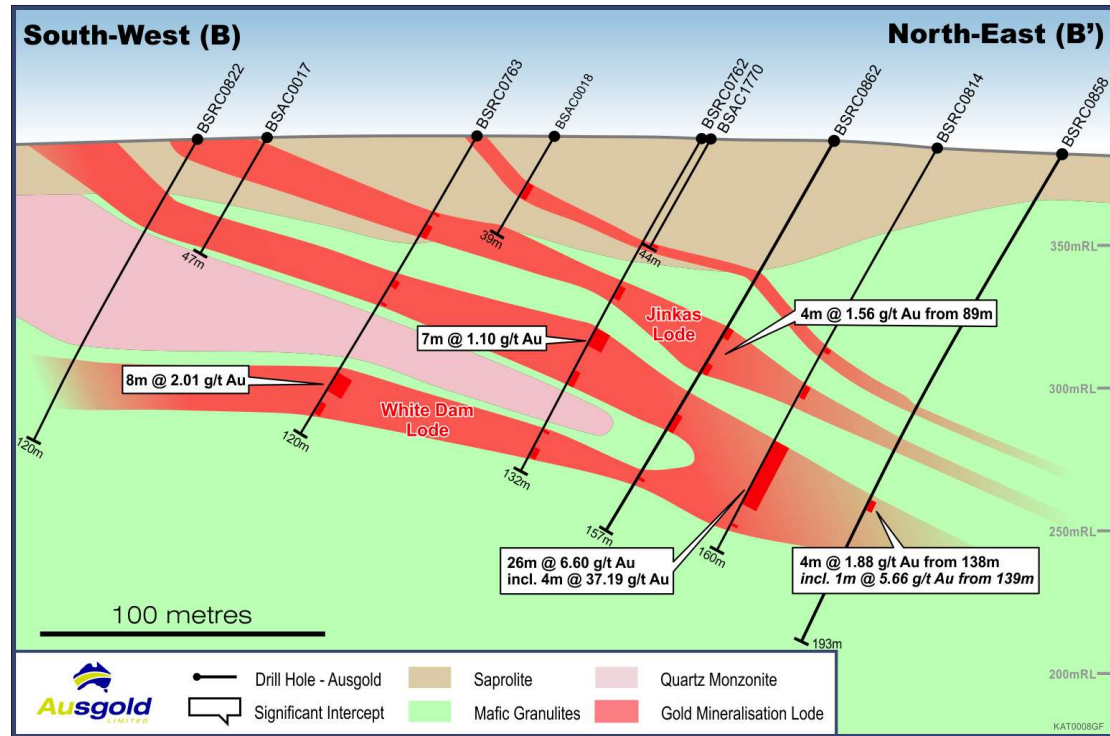 South-West (B)
North-East (B’)
BSRC0822
BSAC0017
BSRC0763
BSAC0018
BSRC0762
BSAC1770
BSRC0862
BSRC0814
BSRC0858
39m
44m
350mRL
47m
Jinkas
Lode
4m @ 1.56 g/t Au from 89m
7m @ 1.10 g/t Au
8m @ 2.01 g/t Au
300mRL
White Dam
Lode
120m
120m
132m
157m
160m
250mRL
26m @ 6.60 g/t Au
incl. 4m @ 37.19 g/t Au
4m @ 1.88 g/t Au from 138m
incl. 1m @ 5.66 g/t Au from 139m
100 metres
193m
200mRL
Ausgold
LIMITED
Drill Hole - Ausgold
Significant Intercept
Saprolite
Mafic Granulites
Quartz Monzonite
Gold Mineralisation Lode
KAT0008GF